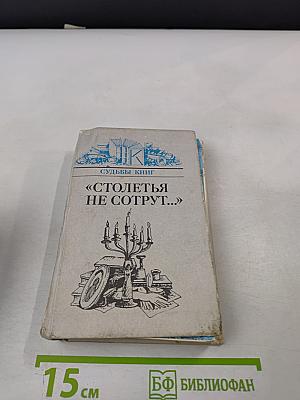 СУДЬБЫ КНИГ
«СТОЛЕТЬЯ
НЕ СОТРУТ...»
15 см
БФ БИБЛИОФАН